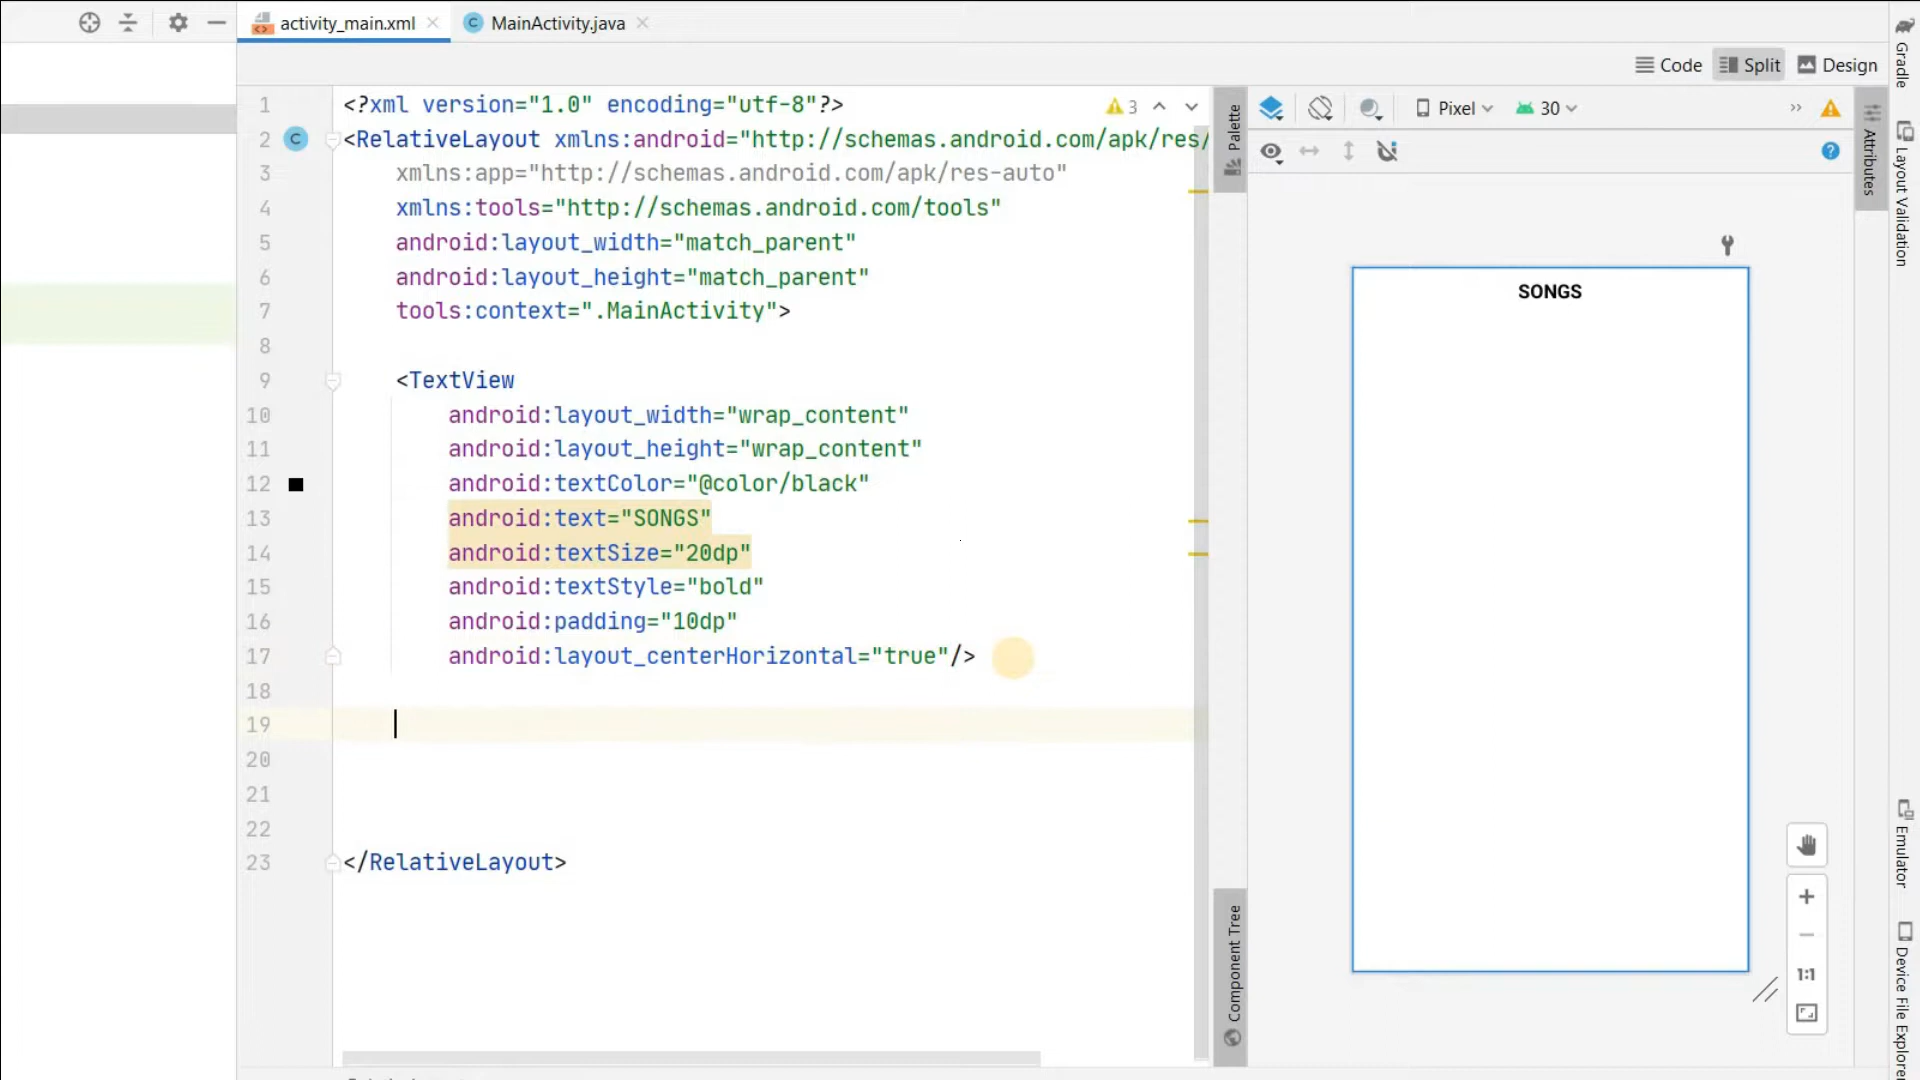 activity_main.xml
MainActivity.java
Code
Split
Design
1 <?xml version="1.0" encoding="utf-8"?>
3
2 <RelativeLayout xmlns:android="http://schemas.android.com/apk/res/
3 xmlns:app="http://schemas.android.com/apk/res-auto"
4 xmlns:tools="http://schemas.android.com/tools"
5 android:layout_width="match_parent"
6 android:layout_height="match_parent"
7 tools:context=".MainActivity">
8
9 <TextView
10 android:layout_width="wrap_content"
11 android:layout_height="wrap_content"
12 android:textColor="@color/black"
13 android:text="SONGS"
14 android:textSize="20dp"
15 android:textStyle="bold"
16 android:padding="10dp"
17 android:layout_centerHorizontal="true"/>
18
19
20
21
22
23 </RelativeLayout>
Palette
Component Tree
Pixel
30
SONGS
1:1
Attributes
Gradle
Layout Validation
Emulator
Device File Explorer